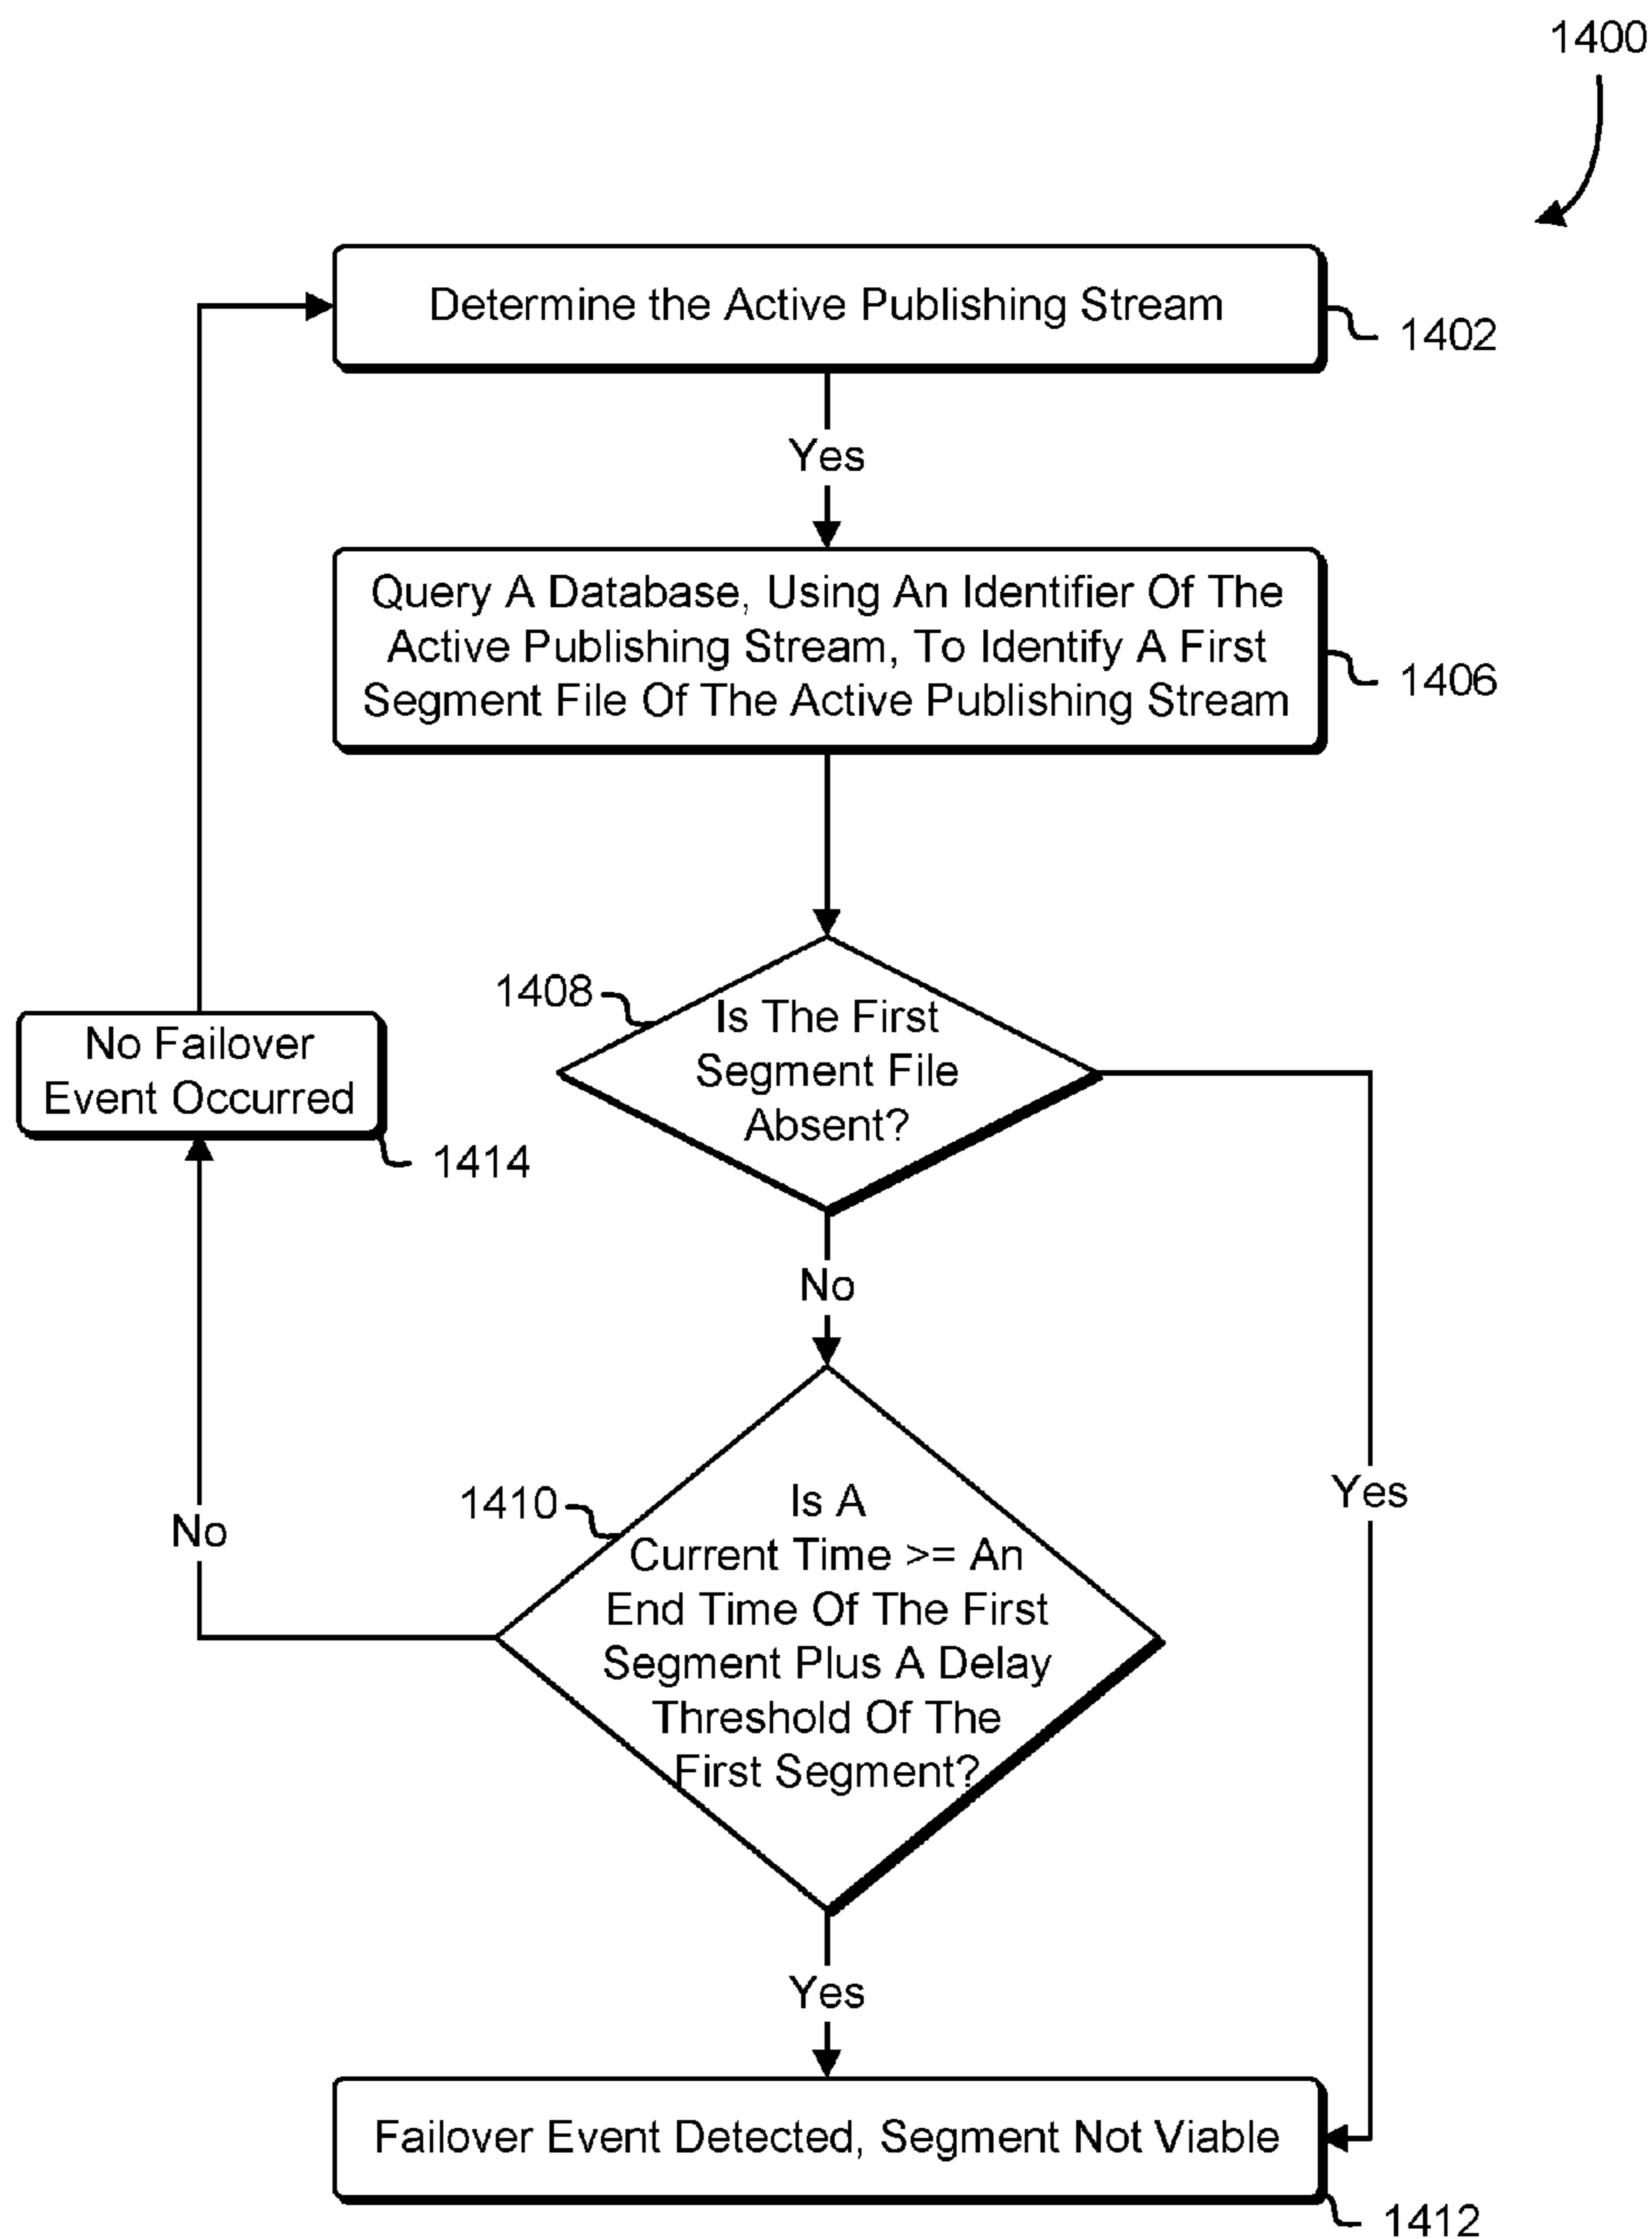 1400
Determine the Active Publishing Stream
1402
Yes
Query A Database, Using An Identifier Of The
Active Publishing Stream, To Identify A First
Segment File Of The Active Publishing Stream
1406
1408
Is The First
Segment File
Absent?
No Failover
Event Occurred
1414
No
1410
Is A
Current Time >= An
End Time Of The First
Segment Plus A Delay
Threshold Of The
First Segment?
Yes
No
Yes
Failover Event Detected, Segment Not Viable
1412